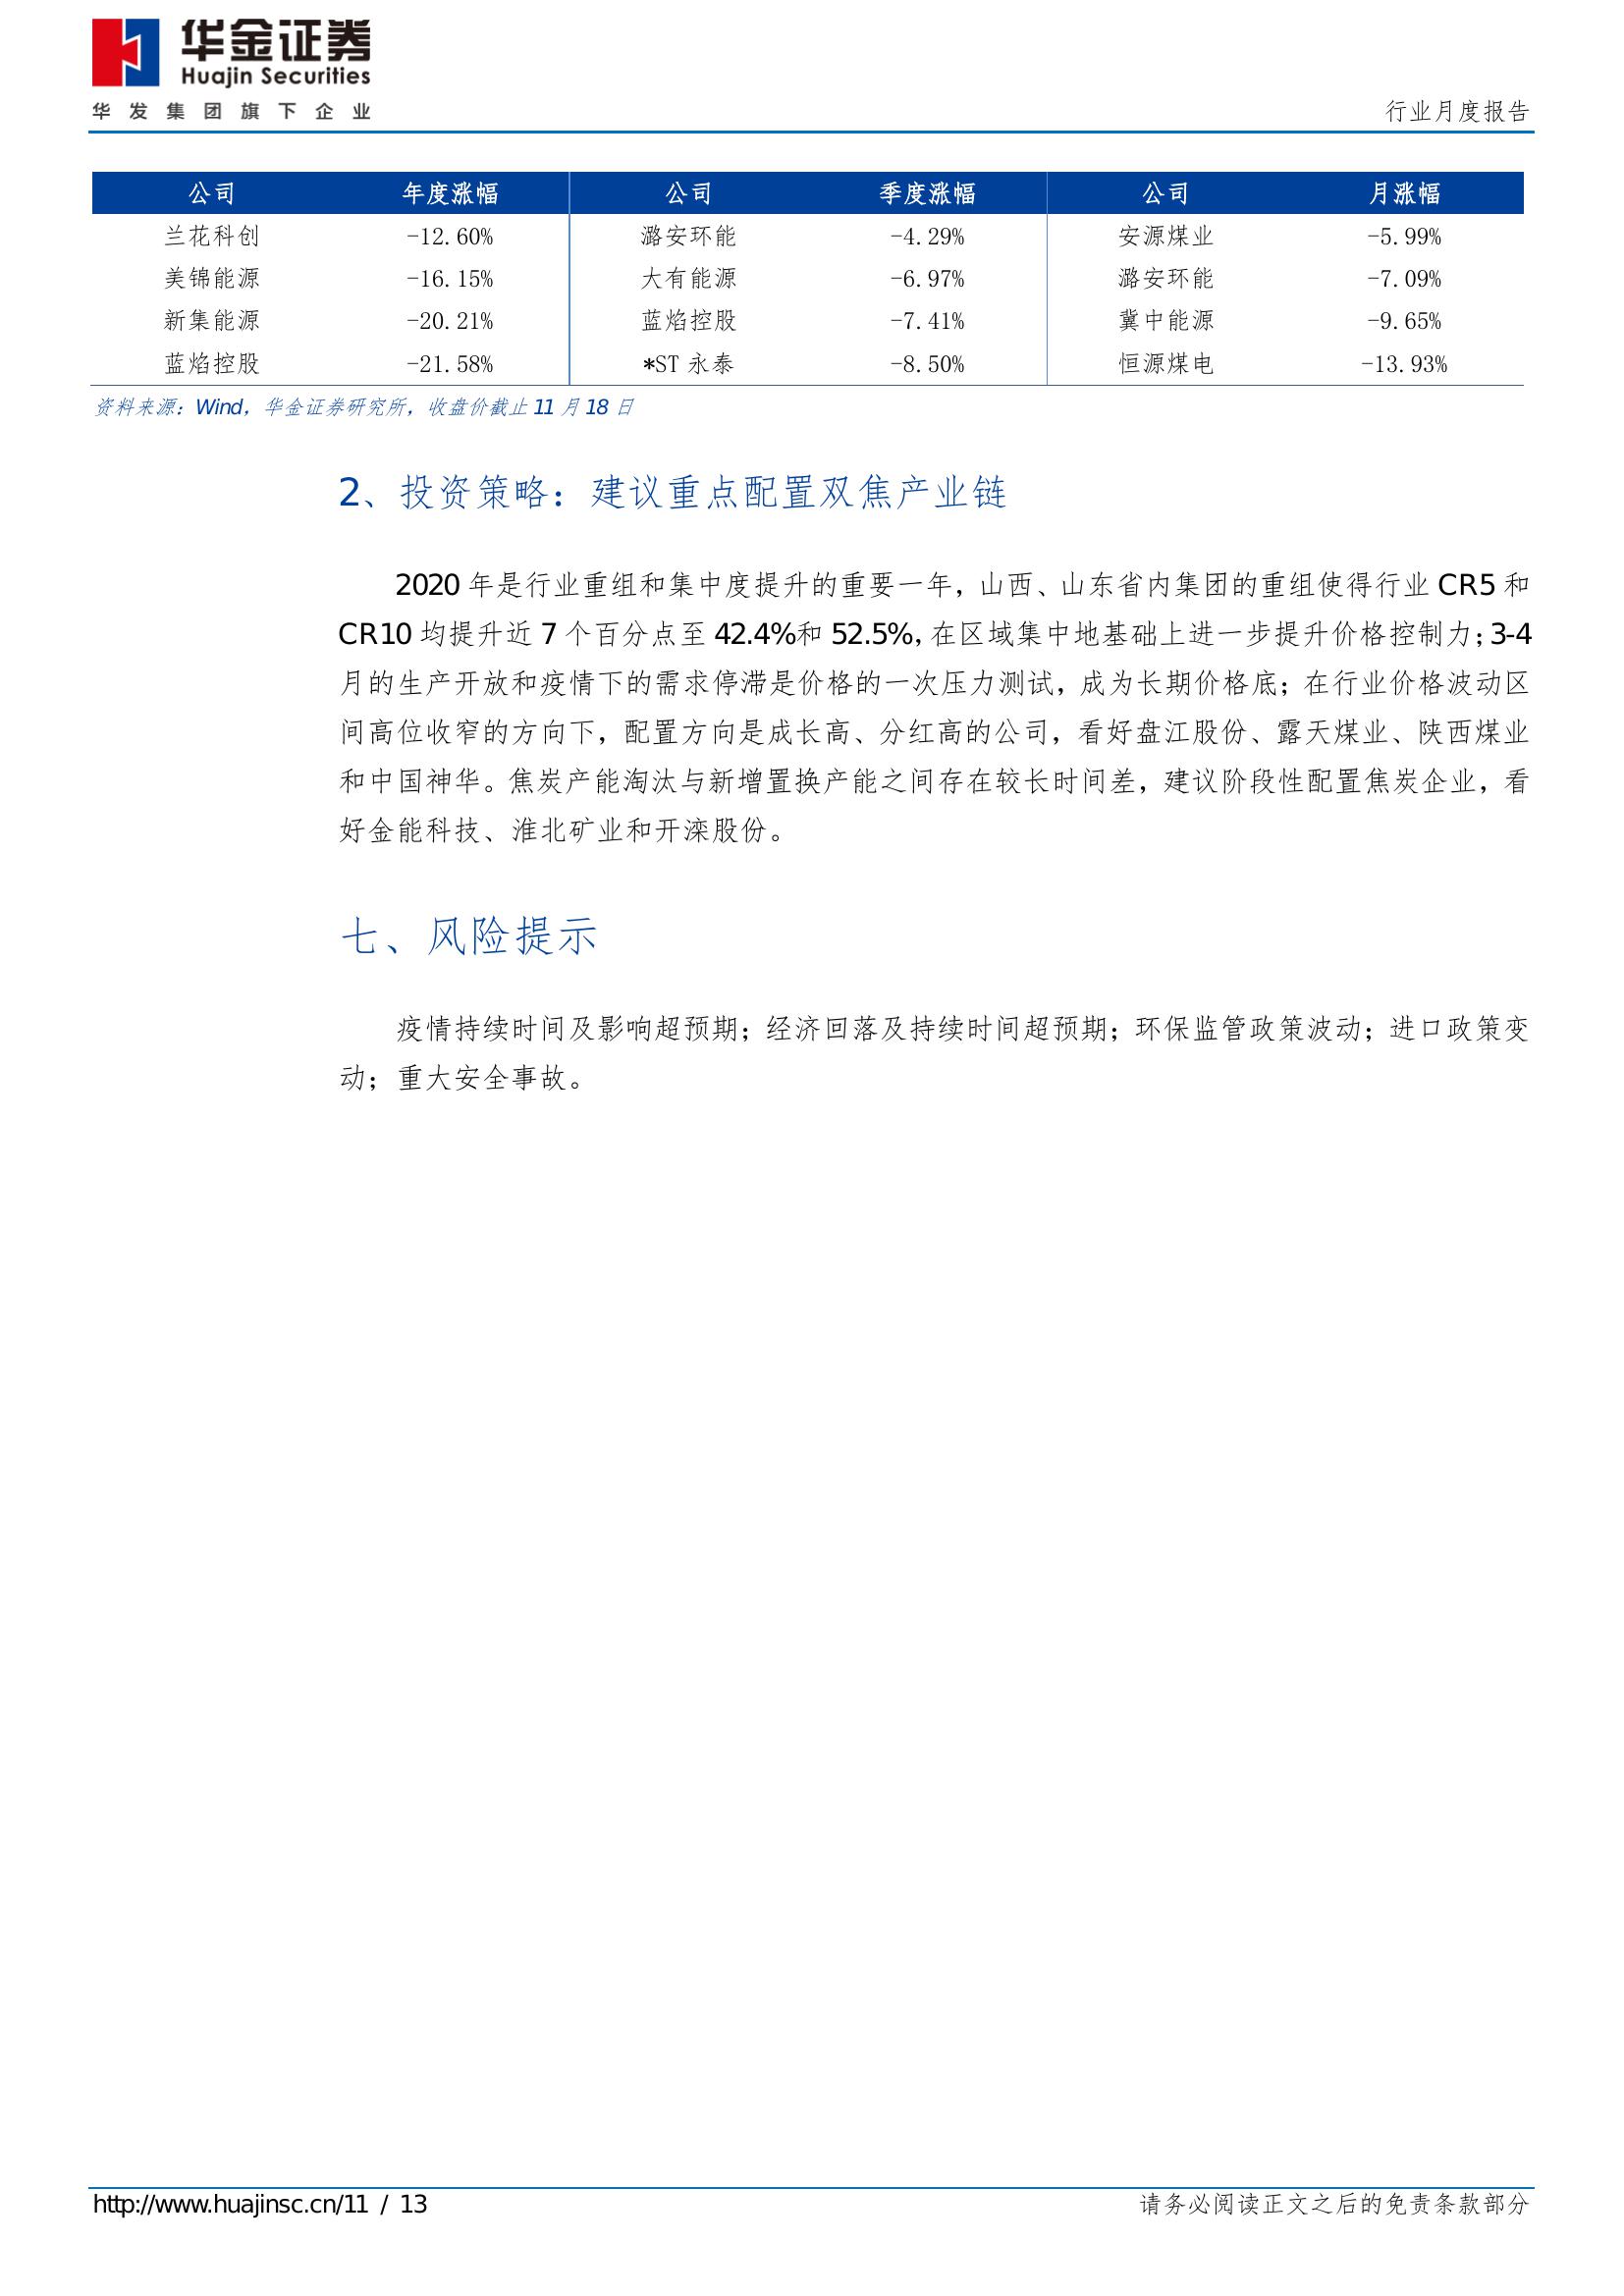 华金证券
Huajin Securities
华发集团旗下企业
行业月度报告
公司 年度涨幅 公司 季度涨幅 公司 月涨幅
兰花科创 -12.60% 潞安环能 -4.29% 安源煤业 -5.99%
美锦能源 -16.15% 大有能源 -6.97% 潞安环能 -7.09%
新集能源 -20.21% 蓝焰控股 -7.41% 冀中能源 -9.65%
蓝焰控股 -21.58% *ST 永泰 -8.50% 恒源煤电 -13.93%
资料来源：Wind，华金证券研究所，收盘价截止 11 月 18 日
2、投资策略：建议重点配置双焦产业链
2020 年是行业重组和集中度提升的重要一年，山西、山东省内集团的重组使得行业 CR5 和
CR10 均提升近 7 个百分点至 42.4%和 52.5%，在区域集中地基础上进一步提升价格控制力；3-4
月的生产开放和疫情下的需求停滞是价格的一次压力测试，成为长期价格底；在行业价格波动区
间高位收窄的方向下，配置方向是成长高、分红高的公司，看好盘江股份、露天煤业、陕西煤业
和中国神华。焦炭产能淘汰与新增置换产能之间存在较长时间差，建议阶段性配置焦炭企业，看
好金能科技、淮北矿业和开滦股份。
七、风险提示
疫情持续时间及影响超预期；经济回落及持续时间超预期；环保监管政策波动；进口政策变
动；重大安全事故。
http://www.huajinsc.cn/11 / 13
请务必阅读正文之后的免责条款部分